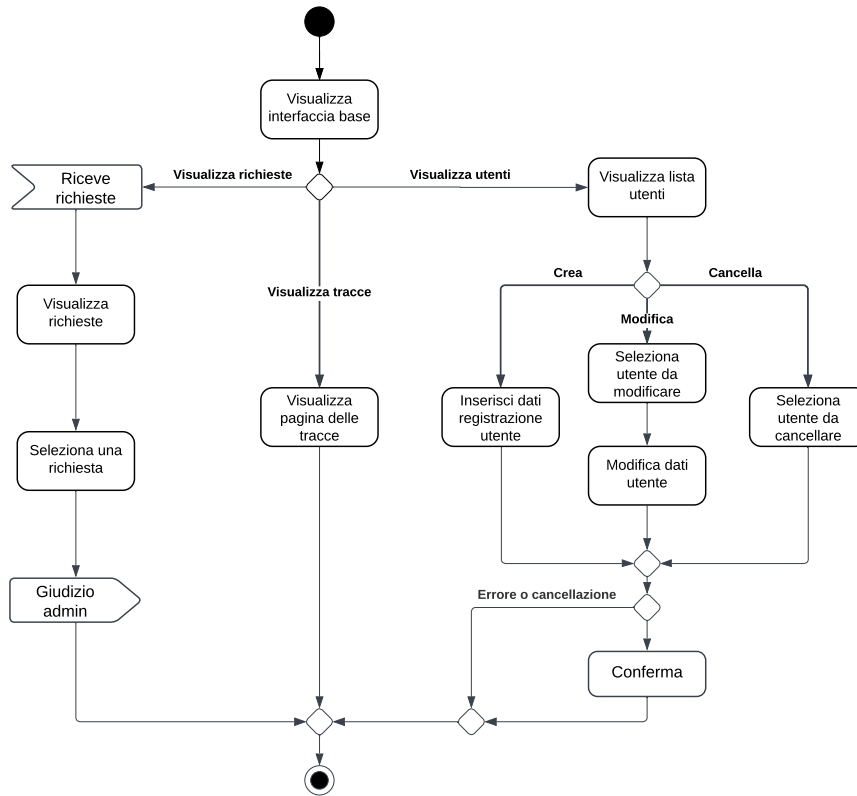 Visualizza
interfaccia base
Visualizza richieste
Visualizza utenti
Riceve
richieste
Visualizza lista
utenti
Crea
Cancella
Visualizza
richieste
Visualizza tracce
Modifica
Seleziona
utente da
modificare
Visualizza
pagina delle
tracce
Inserisci dati
registrazione
utente
Seleziona
utente da
cancellare
Seleziona una
richiesta
Modifica dati
utente
Giudizio
admin
Errore o cancellazione
Conferma